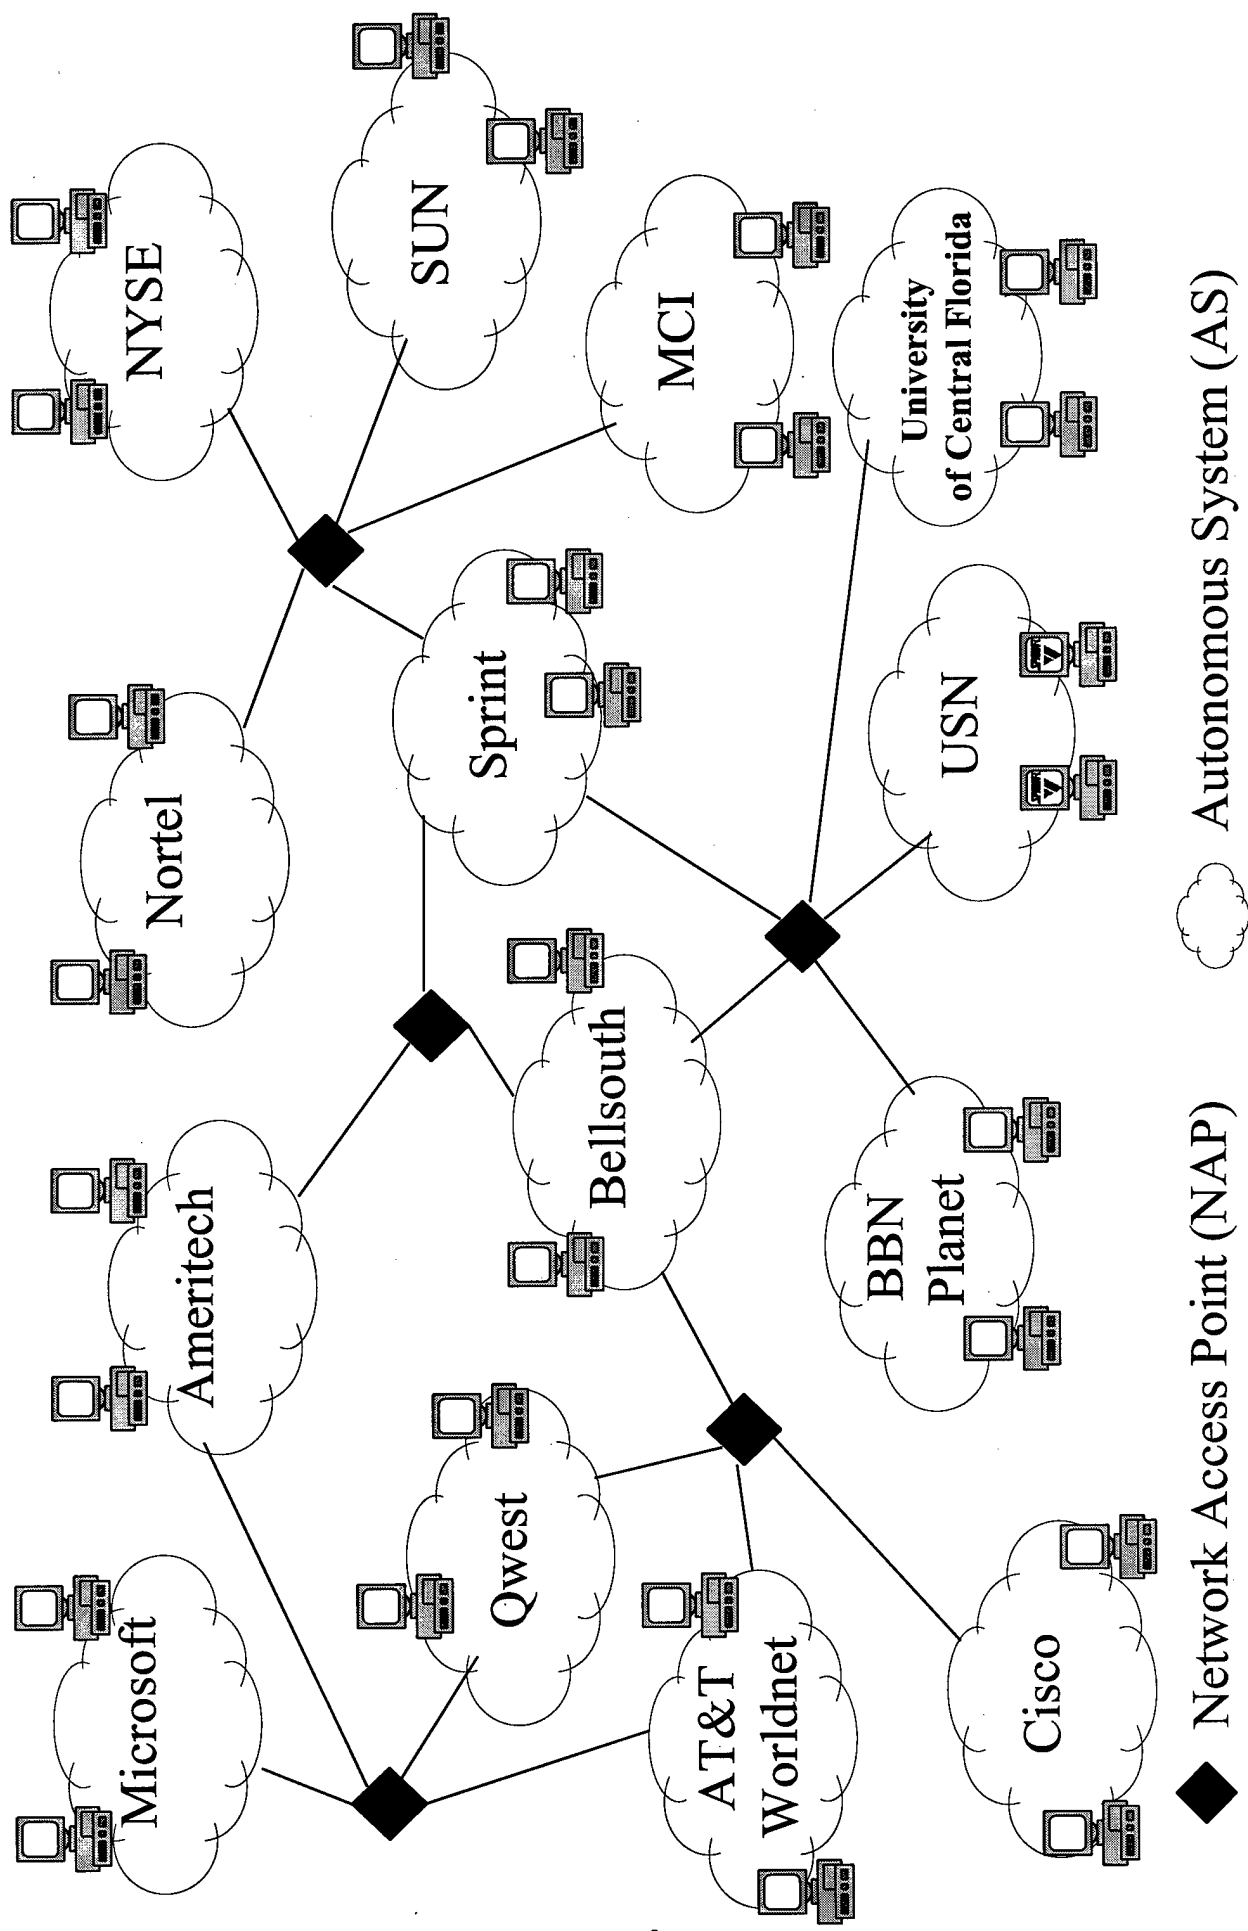 Microsoft
Ameritech
Nortel
NYSE
Qwest
Sprint
SUN
AT&T
Worldnet
Bellsouth
MCI
Cisco
BBN
Planet
USN
University
of Central Florida
Network Access Point (NAP)
Autonomous System (AS)